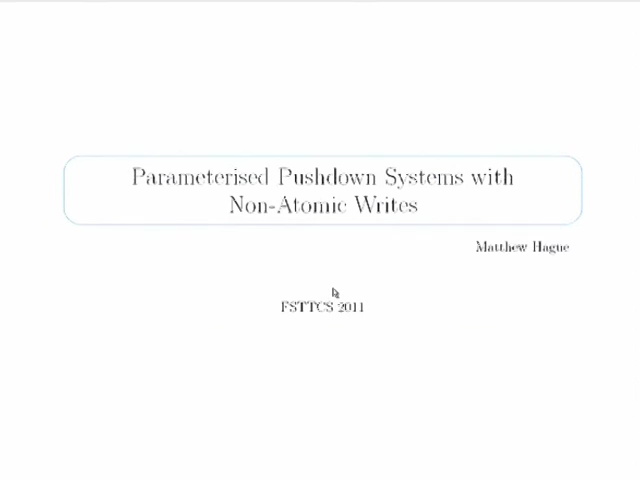 Parameterised Pushdown Systems with
Non-Atomic Writes
Matthew Hague
FSTTCS 2011